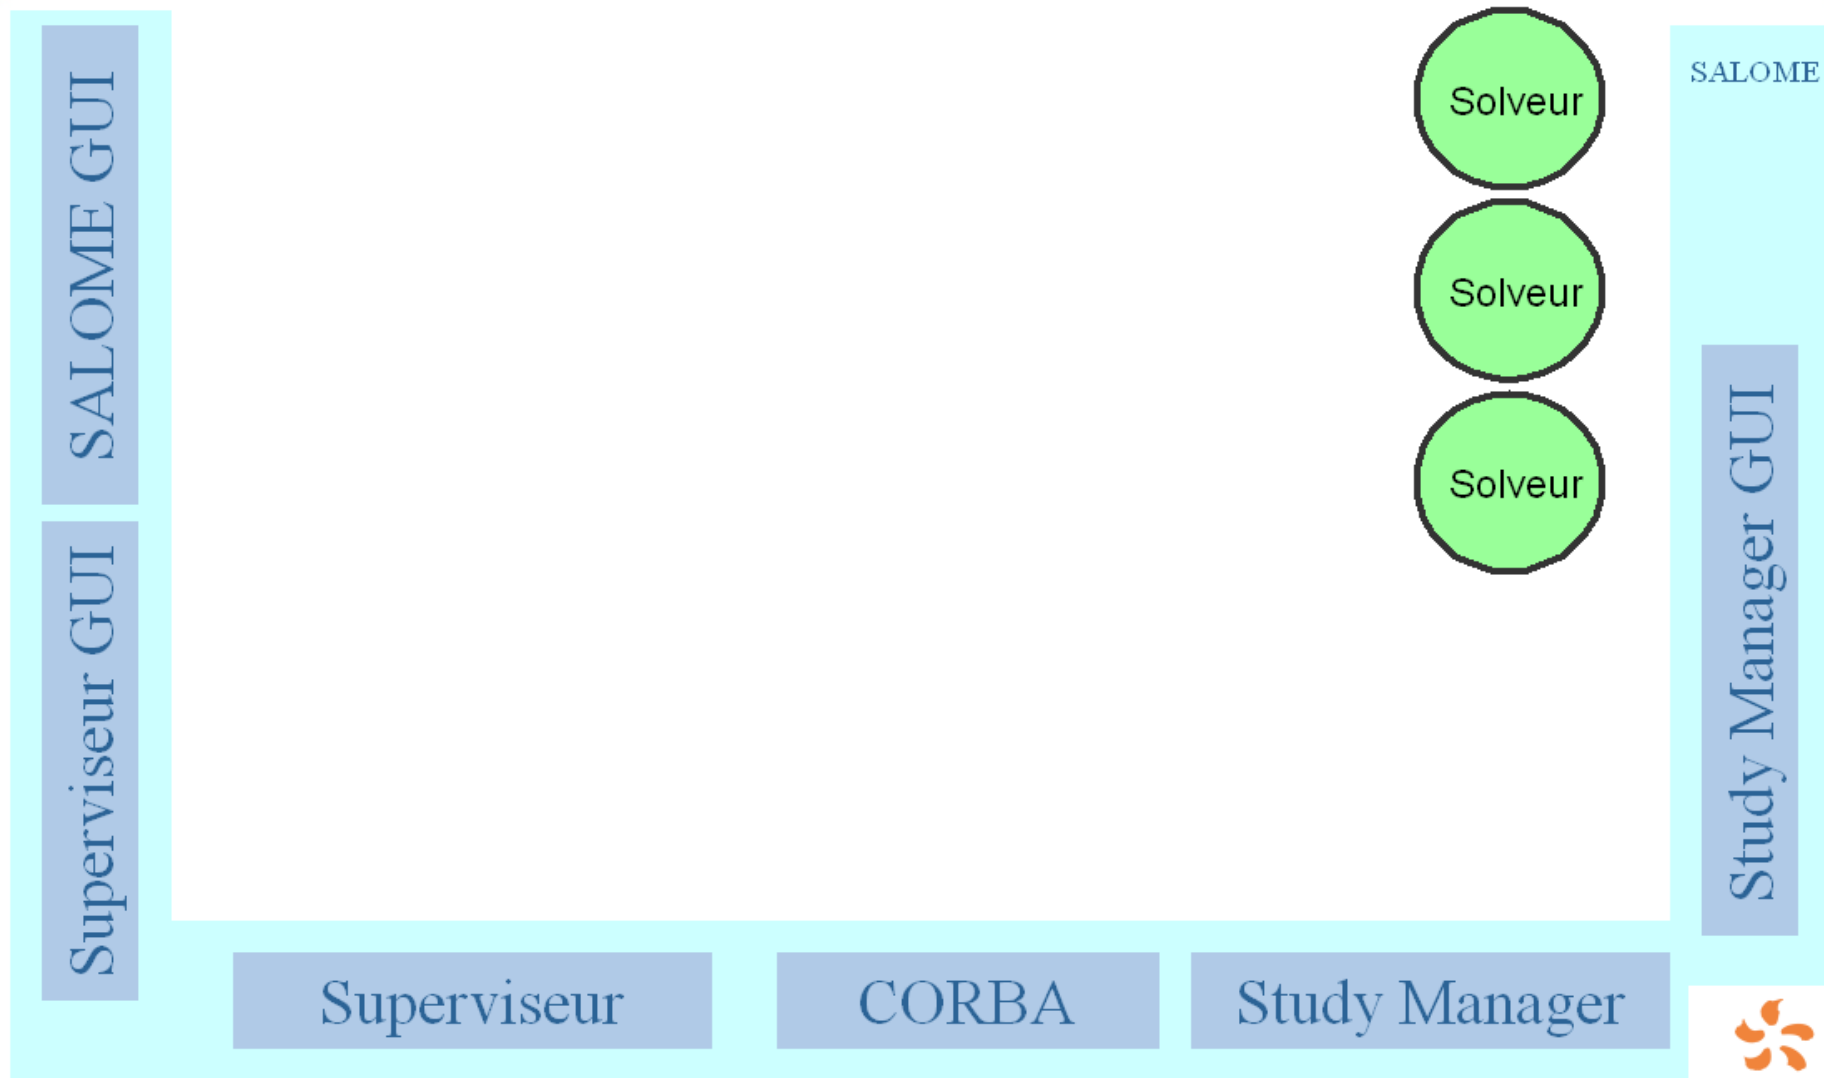 SALOME GUI
Superviseur GUI
Solveur
Solveur
Solveur
SALOME
Study Manager GUI
Superviseur
CORBA
Study Manager